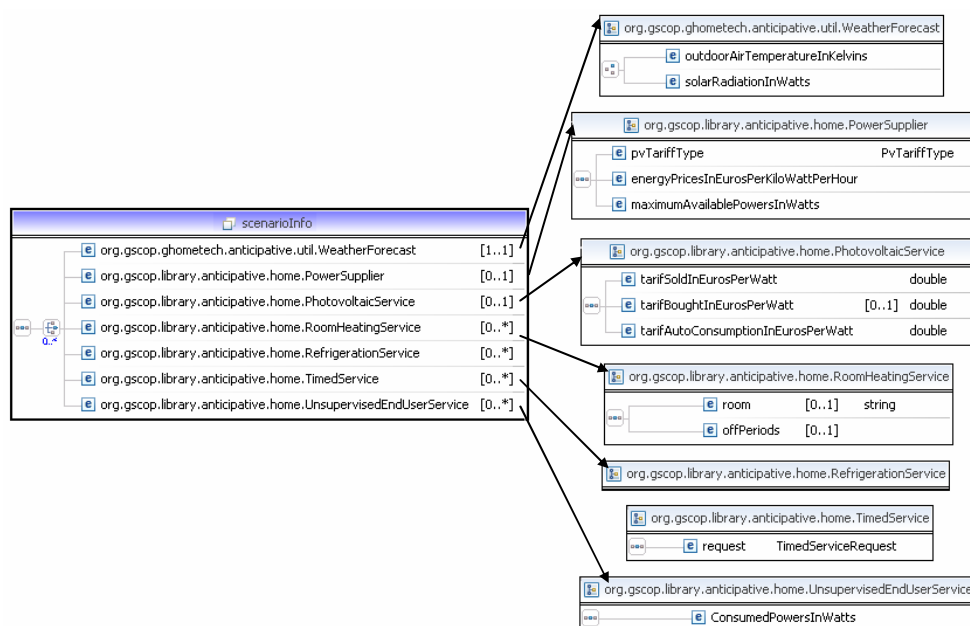 scenarioInfo
org.gscop.ghometech.anticipative.util.WeatherForecast [1..1]
org.gscop.library.anticipative.home.PowerSupplier [0..1]
org.gscop.library.anticipative.home.PhotovoltaicService [0..1]
org.gscop.library.anticipative.home.RoomHeatingService [0..*]
org.gscop.library.anticipative.home.RefrigerationService [0..*]
org.gscop.library.anticipative.home.TimedService [0..*]
org.gscop.library.anticipative.home.UnsupervisedEndUserService [0..*]
0..*
org.gscop.ghometech.anticipative.util.WeatherForecast
e outdoorAirTemperatureInKelvins
e solarRadiationInWatts
org.gscop.library.anticipative.home.PowerSupplier
e pvTariffType PvTariffType
e energyPricesInEurosPerKiloWattPerHour
e maximumAvailablePowersInWatts
org.gscop.library.anticipative.home.PhotovoltaicService
e tarifSoldInEurosPerWatt double
e tarifBoughtInEurosPerWatt [0..1] double
e tarifAutoConsumptionInEurosPerWatt double
org.gscop.library.anticipative.home.RoomHeatingService
e room [0..1] string
e offPeriods [0..1]
org.gscop.library.anticipative.home.RefrigerationService
org.gscop.library.anticipative.home.TimedService
e request TimedServiceRequest
org.gscop.library.anticipative.home.UnsupervisedEndUserService
e ConsumedPowersInWatts